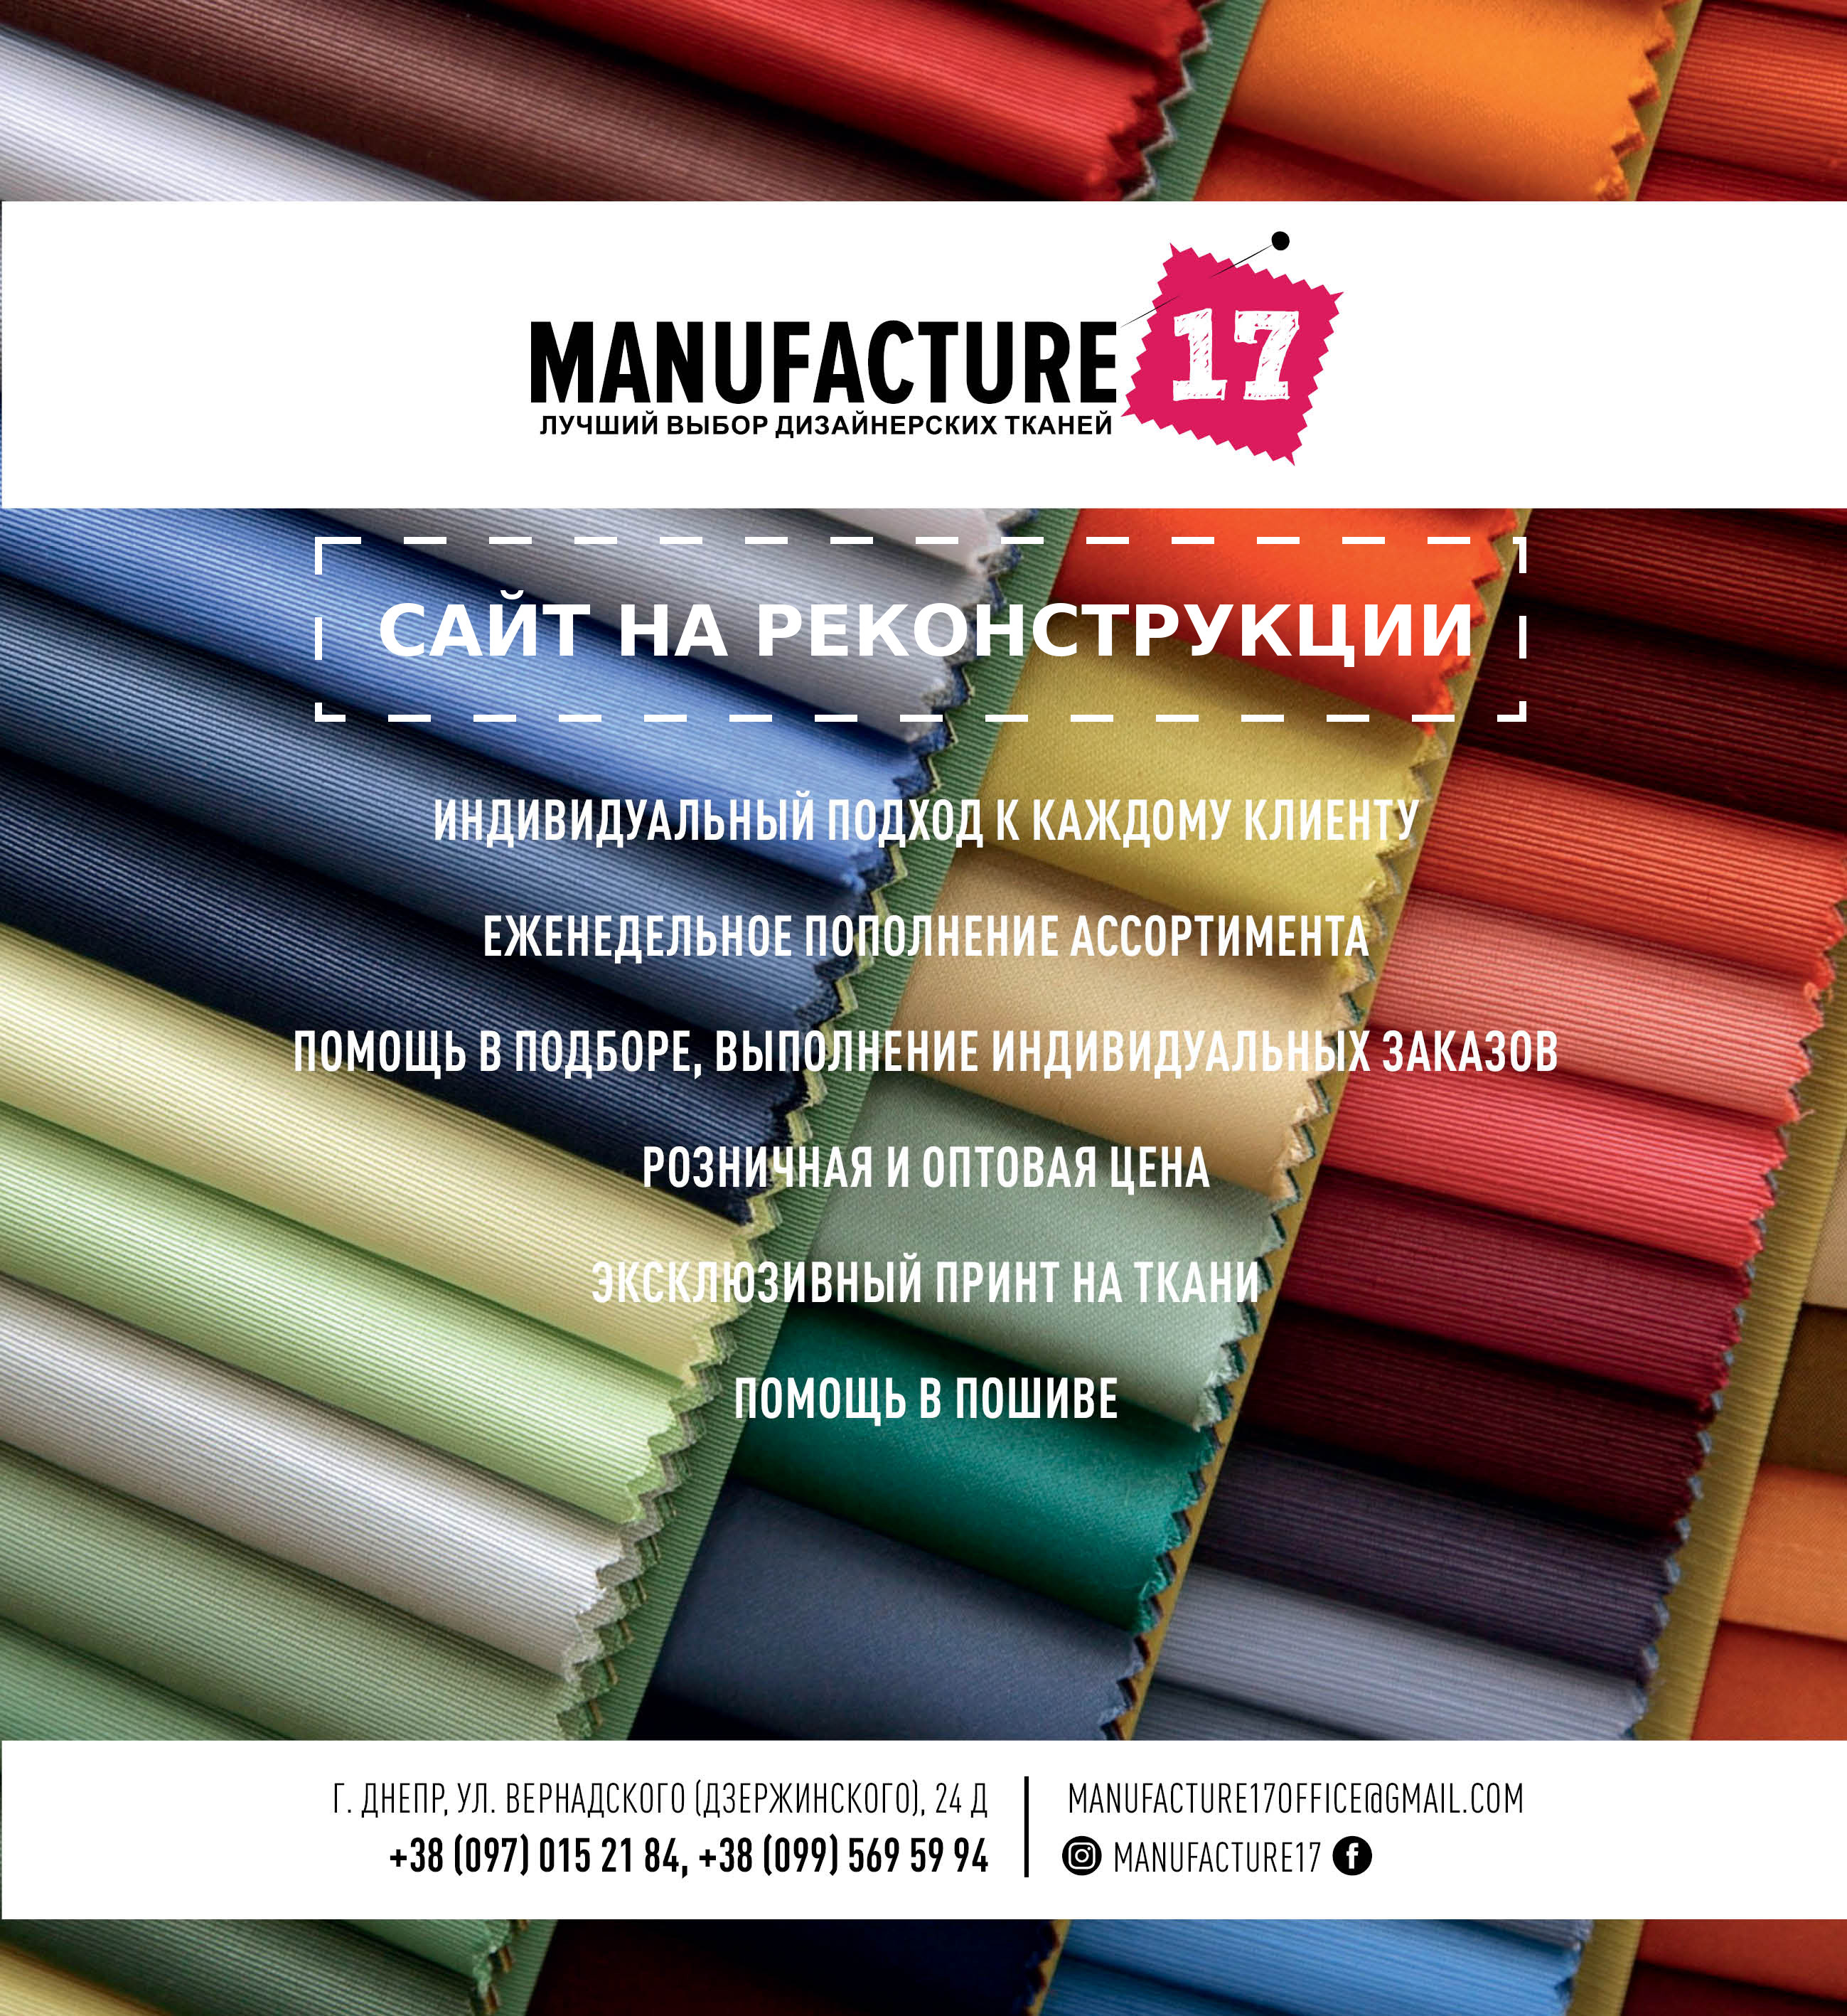 MANUFACTURE 17
ЛУЧШИЙ ВЫБОР ДИЗАЙНЕРСКИХ ТКАНЕЙ
САЙТ НА РЕКОНСТРУКЦИИ
ИНДИВИДУАЛЬНЫЙ ПОДХОД К КАЖДОМУ КЛИЕНТУ
ЕЖЕНЕДЕЛЬНОЕ ПОПОЛНЕНИЕ АССОРТИМЕНТА
ПОМОЩЬ В ПОДБОРЕ, ВЫПОЛНЕНИЕ ИНДИВИДУАЛЬНЫХ ЗАКАЗОВ
РОЗНИЧНАЯ И ОПТОВАЯ ЦЕНА
ЭКСКЛЮЗИВНЫЙ ПРИНТ НА ТКАНИ
ПОМОЩЬ В ПОШИВЕ
Г. ДНЕПР, УЛ. ВЕРНАДСКОГО (ДЗЕРЖИНСКОГО), 24 Д
+38 (097) 015 21 84, +38 (099) 569 59 94
MANUFACTURE17OFFICE@GMAIL.COM
MANUFACTURE17